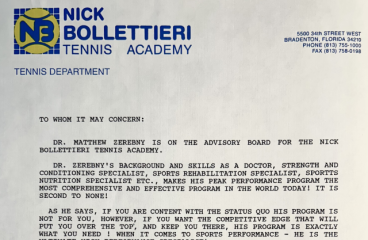 NB
NICK
BOLLETTIERI
TENNIS ACADEMY
TENNIS DEPARTMENT
5500 34th STREET WEST
BRADENTON, FLORIDA 34210
PHONE (813) 755-1000
FAX (813) 758-0198
TO WHOM IT MAY CONCERN:
DR. MATTHEW ZEREBNY IS ON THE ADVISORY BOARD FOR THE NICK
BOLLETTIERI TENNIS ACADEMY.
DR. ZEREBNY'S BACKGROUND AND SKILLS AS A DOCTOR, STRENGTH AND
CONDITIONING SPECIALIST, SPORTS REHABILITATION SPECIALIST, SPORTTS
NUTRITION SPECIALIST ETC., MAKES HIS PEAK PERFORMANCE PROGRAM THE
MOST COMPREHENSIVE AND EFFECTIVE PROGRAM IN THE WORLD TODAY! IT IS
SECOND TO NONE!
AS HE SAYS, IF YOU ARE CONTENT WITH THE STATUS QUO HIS PROGRAM IS
NOT FOR YOU, HOWEVER, IF YOU WANT THE COMPETITIVE EDGE THAT WILL
PUT YOU OVER THE TOP, AND KEEP YOU THERE, HIS PROGRAM IS EXACTLY
WHAT YOU NEED ! WHEN IT COMES TO SPORTS PERFORMANCE - HE IS THE